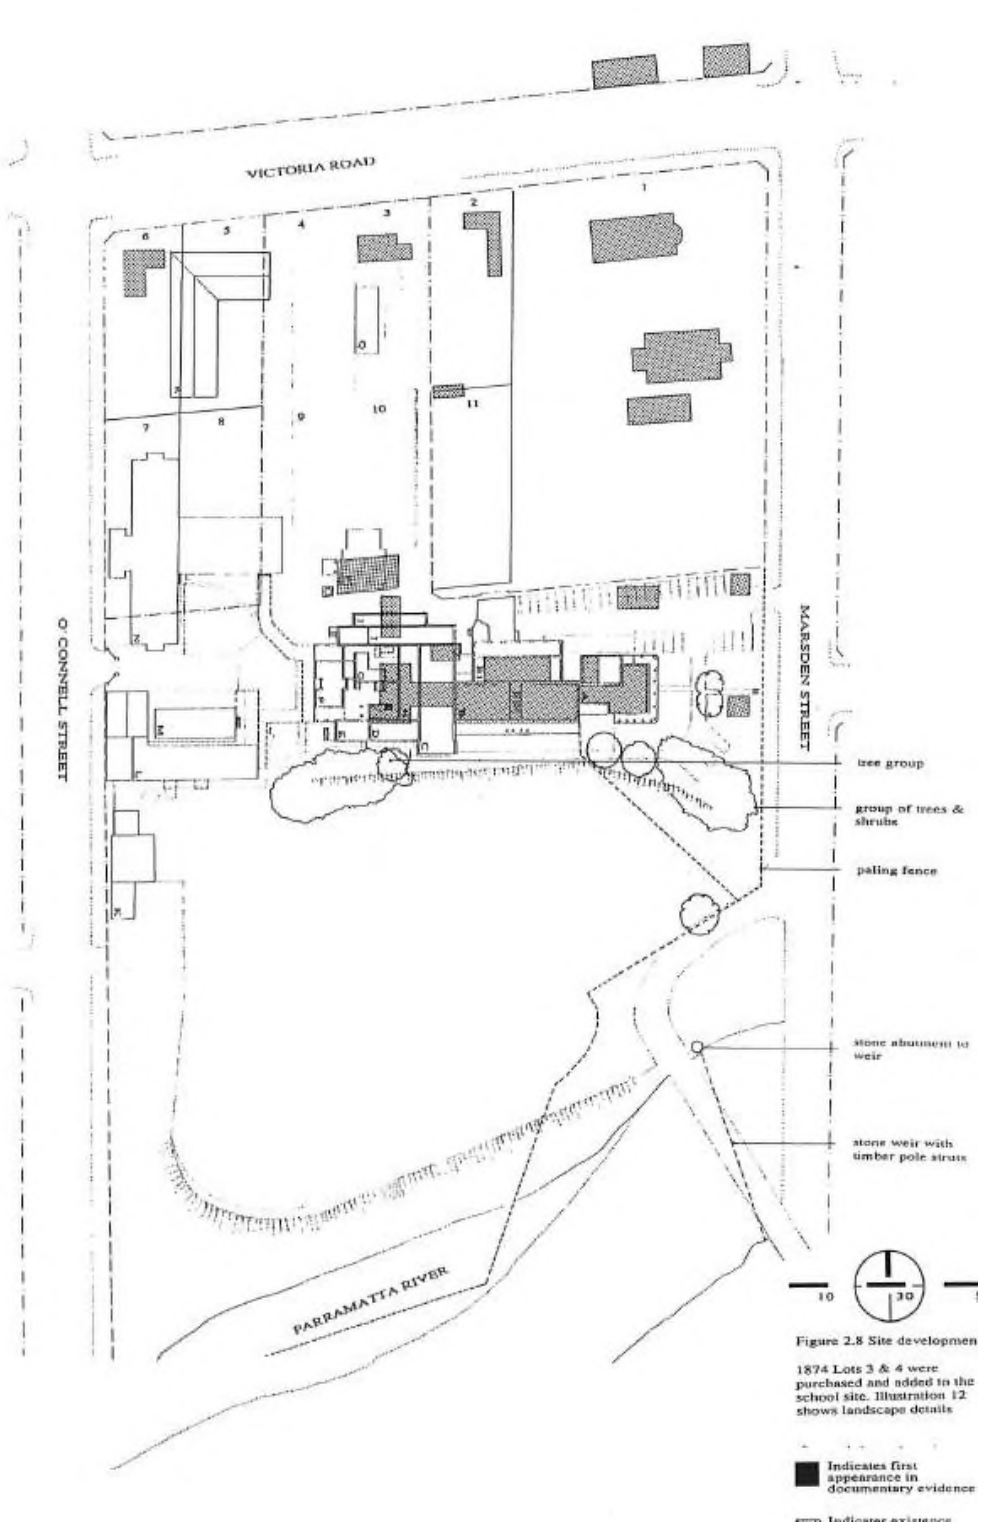 VICTORIA ROAD
1
2
3
4
5
6
7
8
9
10
11
O' CONNELL STREET
MARSDEN STREET
N
M
L
K
C
D
E
A
tree group
group of trees &
shrubs
paling fence
stone abutment to
weir
stone weir with
timber pole struts
PARRAMATTA RIVER
10
30
Figure 2.8 Site developmen
1874 Lots 3 & 4 were
purchased and added to the
school site. Illustration 12
shows landscape details
Indicates first
appearance in
documentary evidence
Indicates existence